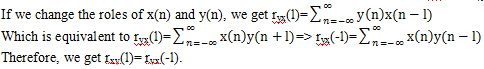 If we change the roles of x(n) and y(n), we get r_yx(l)=∑_{n=-∞}^{∞} y(n)x(n − l)
Which is equivalent to r_yx(l)=∑_{n=-∞}^{∞} x(n)y(n + l)=> r_yx(-l)=∑_{n=-∞}^{∞} x(n)y(n − l)
Therefore, we get r_xy(l)= r_yx(-l).